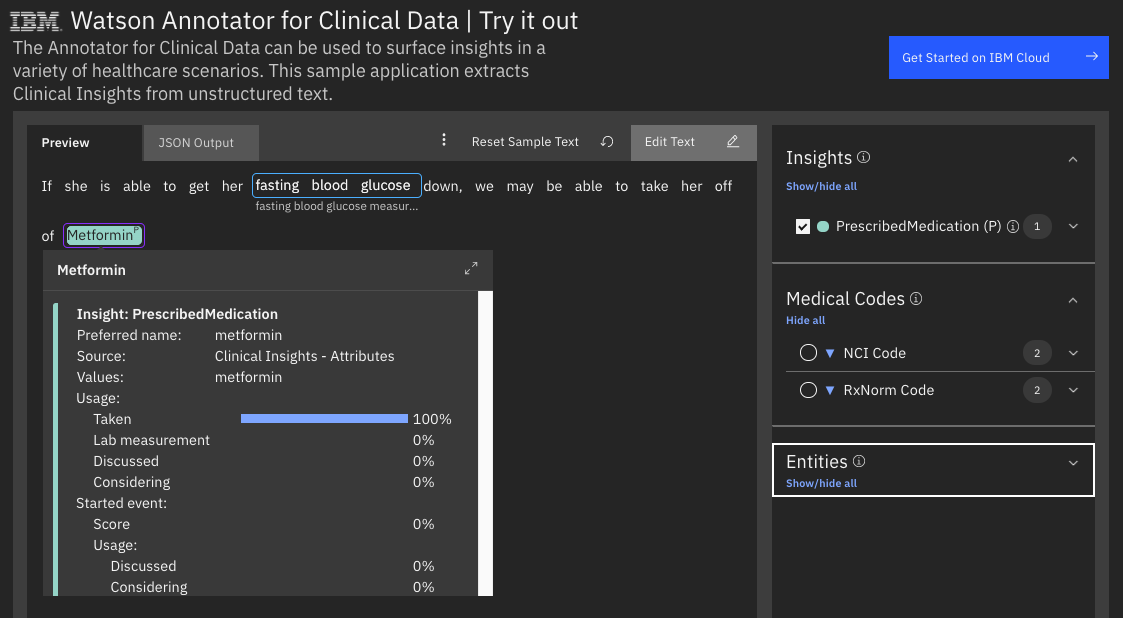 IBM Watson Annotator for Clinical Data | Try it out
The Annotator for Clinical Data can be used to surface insights in a
variety of healthcare scenarios. This sample application extracts
Clinical Insights from unstructured text.
Get Started on IBM Cloud
Preview
JSON Output
Reset Sample Text
Edit Text
If she is able to get her fasting blood glucose down, we may be able to take her off
fasting blood glucose measur...
of Metformin P
Metformin
Insight: PrescribedMedication
Preferred name: metformin
Source: Clinical Insights - Attributes
Values: metformin
Usage:
Taken 100%
Lab measurement 0%
Discussed 0%
Considering 0%
Started event:
Score 0%
Usage:
Discussed 0%
Considering 0%
Insights
Show/hide all
PrescribedMedication (P) 1
Medical Codes
Hide all
NCI Code 2
RxNorm Code 2
Entities
Show/hide all